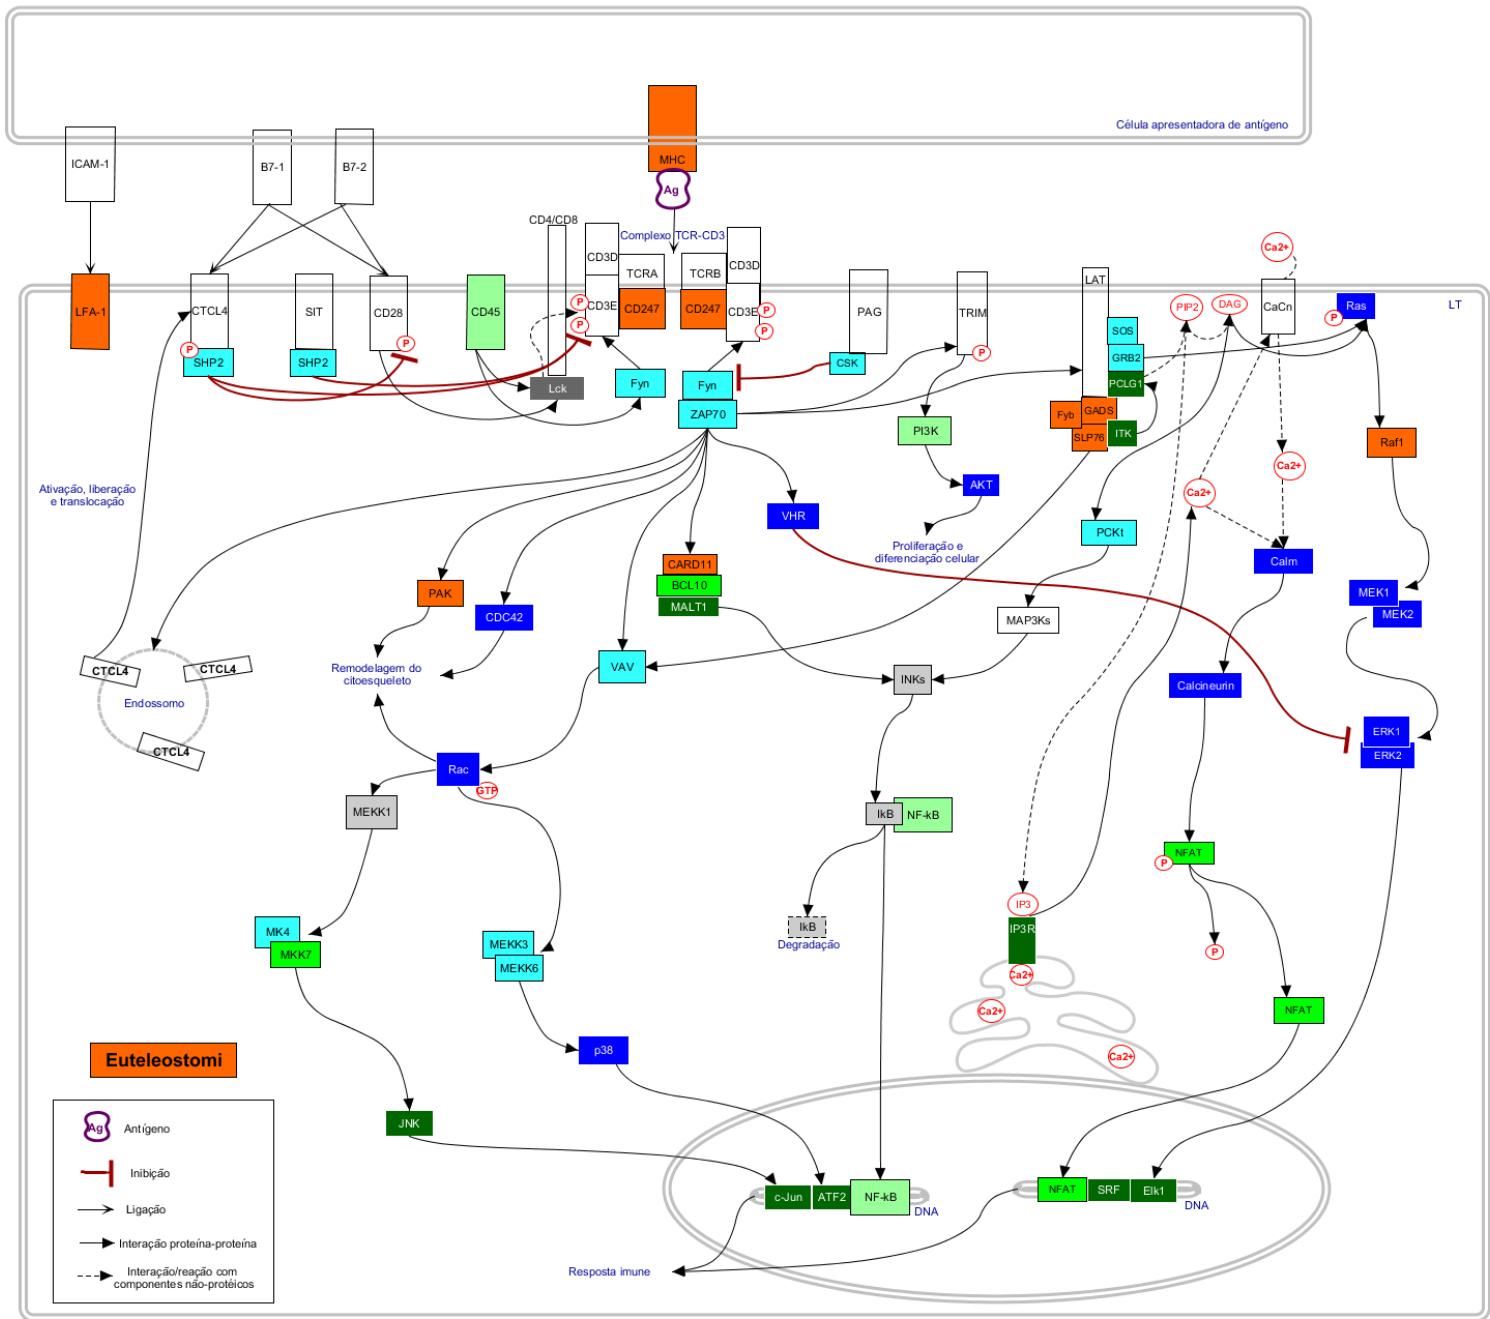 Célula apresentadora de antígeno
ICAM-1
B7-1
B7-2
MHC
Ag
CD4/CD8
Complexo TCR-CD3
LFA-1
CTCL4
P
SHP2
SIT
SHP2
CD28
P
CD45
Lck
P
P
CD3D
CD3E
TCRA
CD247
TCRB
CD247
CD3D
CD3E
P
P
Fyn
Fyn
ZAP70
PAG
CSK
TRIM
P
LAT
SOS
GRB2
PCLG1
Fyb
GADS
SLP76
ITK
PIP2
DAG
Ca2+
CaCn
Ras
P
LT
PI3K
AKT
Proliferação e
diferenciação celular
Raf1
Ca2+
Ca2+
Ativação, liberação
e translocação
VHR
PCKt
Calm
CARD11
BCL10
MALT1
PAK
CDC42
MAP3Ks
MEK1
MEK2
Remodelagem do
citoesqueleto
VAV
INKs
Calcineurin
CTCL4
CTCL4
Endossomo
CTCL4
ERK1
ERK2
Rac
GTP
MEKK1
IkB
NF-kB
NFAT
P
IkB
Degradação
IP3
IP3R
Ca2+
P
MK4
MKK7
MEKK3
MEKK6
Ca2+
NFAT
p38
Ca2+
Euteleostomi
Ag
Antígeno
Inibição
Ligação
Interação proteína-proteína
Interação/reação com
componentes não-protéicos
JNK
c-Jun
ATF2
NF-kB
DNA
NFAT
SRF
Elk1
DNA
Resposta imune